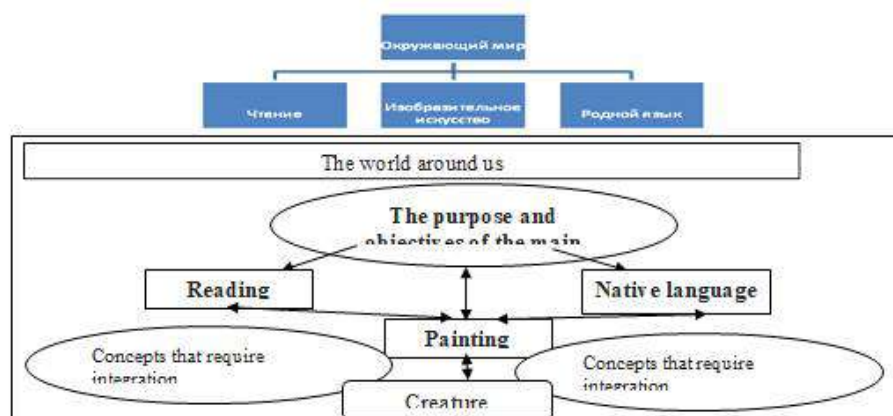 Окружающий мир
Чтение
Изобразительное
искусство
Родной язык
The world around us
The purpose and
objectives of the main
Reading
Native language
Painting
Concepts that require
integration
Concepts that require
integration
Creature